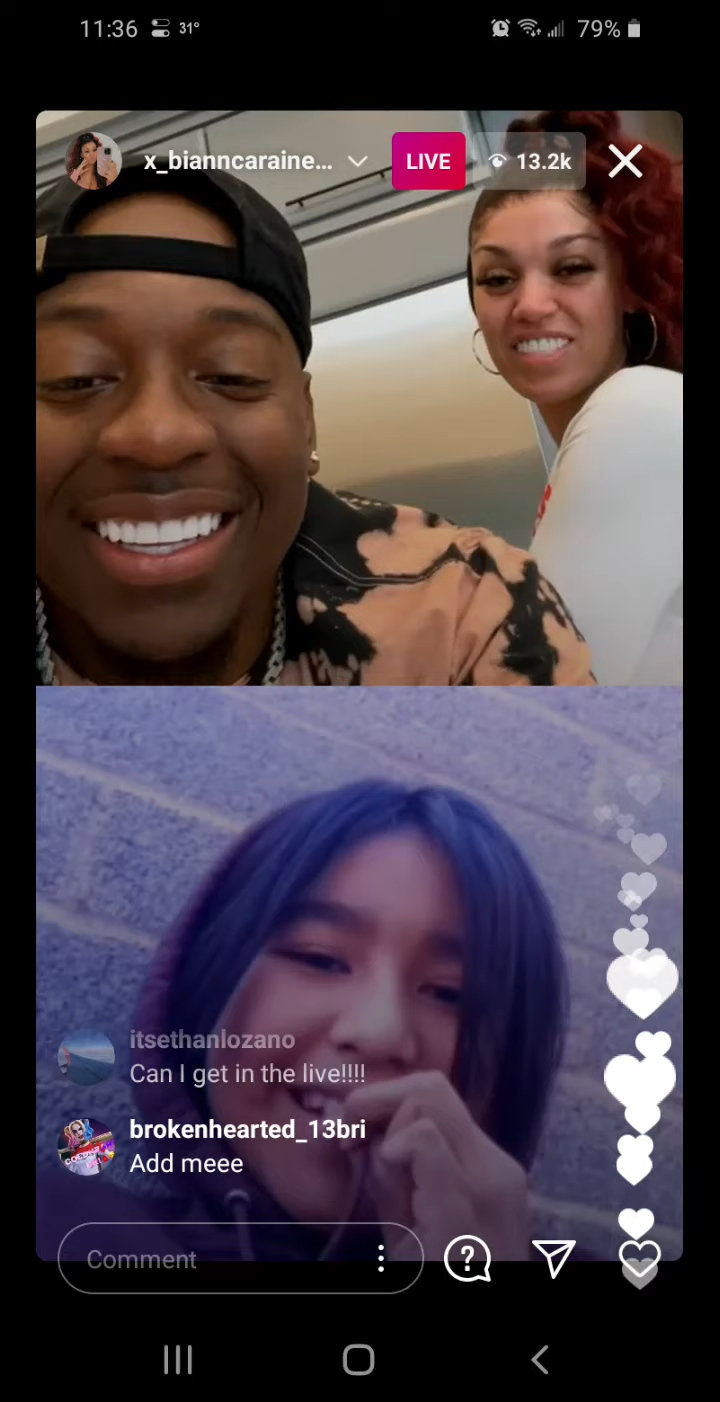 11:36 31°
79%
x_bianncaraine...
LIVE
13.2k
itsethanlozano
Can I get in the live!!!!
brokenhearted_13bri
Add meee
Comment